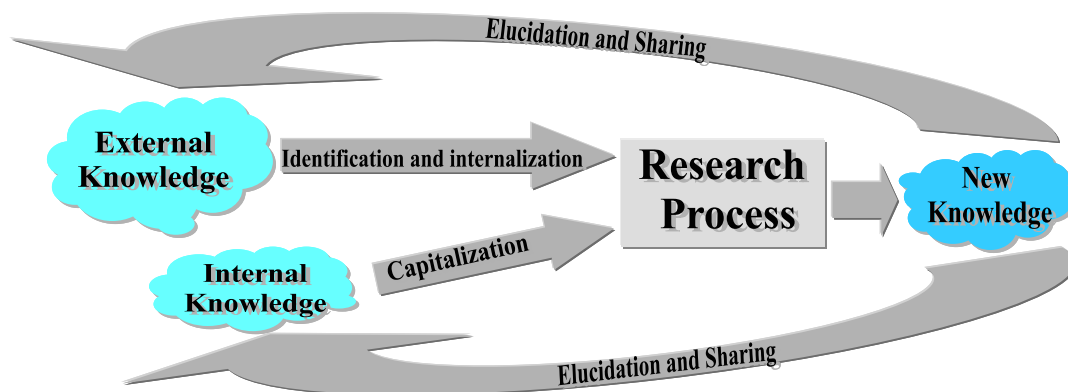 Elucidation and Sharing
External
Knowledge
Identification and internalization
Research
Process
New
Knowledge
Internal
Knowledge
Capitalization
Elucidation and Sharing